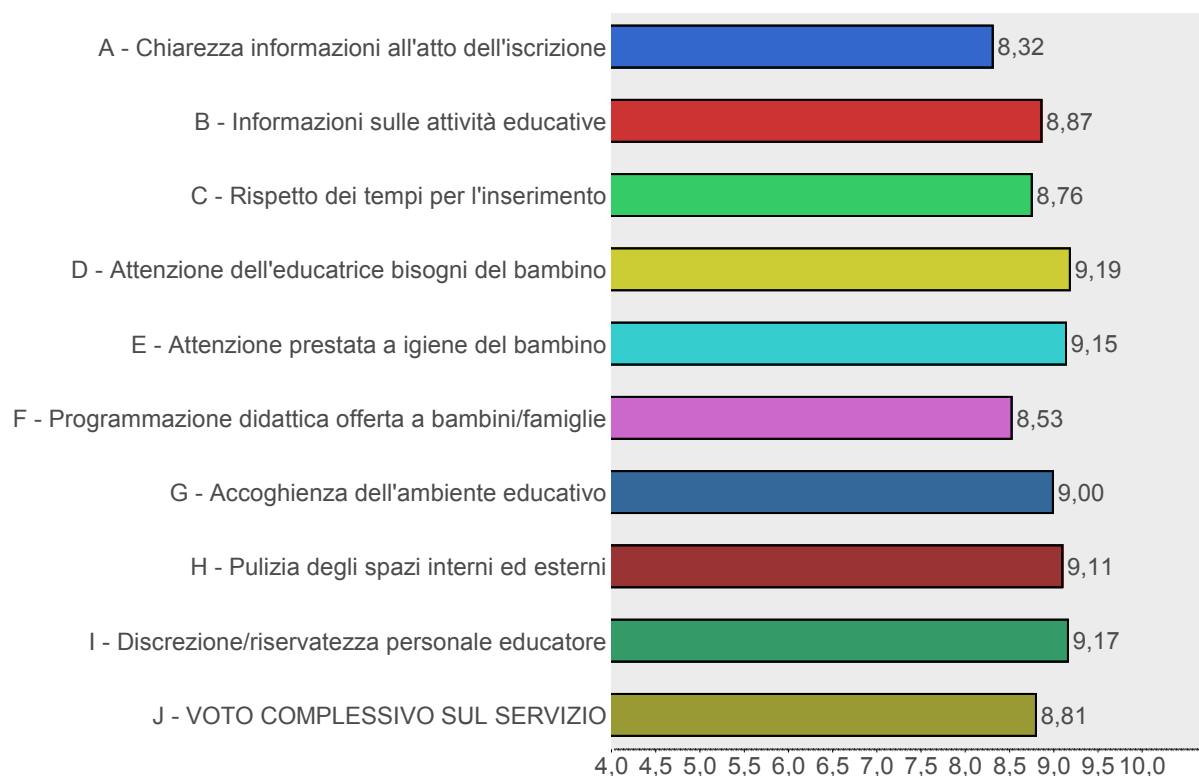 A - Chiarezza informazioni all'atto dell'iscrizione 8,32
B - Informazioni sulle attività educative 8,87
C - Rispetto dei tempi per l'inserimento 8,76
D - Attenzione dell'educatrice bisogni del bambino 9,19
E - Attenzione prestata a igiene del bambino 9,15
F - Programmazione didattica offerta a bambini/famiglie 8,53
G - Accoghienza dell'ambiente educativo 9,00
H - Pulizia degli spazi interni ed esterni 9,11
I - Discrezione/riservatezza personale educatore 9,17
J - VOTO COMPLESSIVO SUL SERVIZIO 8,81
4,0 4,5 5,0 5,5 6,0 6,5 7,0 7,5 8,0 8,5 9,0 9,5 10,0